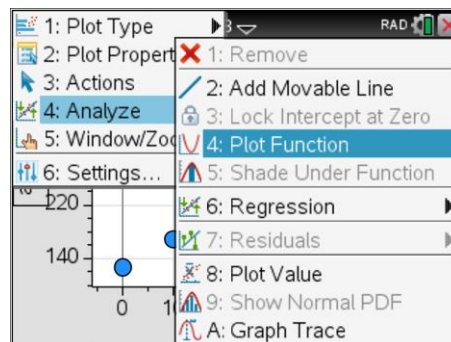 1: Plot Type
RAD
2: Plot Propert
1: Remove
3: Actions
2: Add Movable Line
4: Analyze
3: Lock Intercept at Zero
5: Window/Zoo
4: Plot Function
6: Settings...
5: Shade Under Function
220
6: Regression
7: Residuals
140
8: Plot Value
9: Show Normal PDF
0
A: Graph Trace